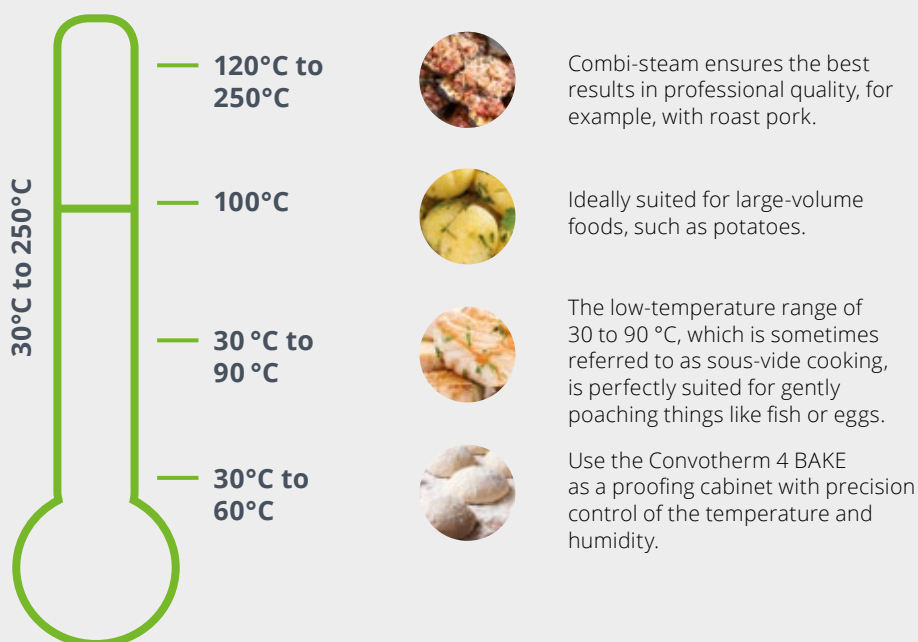 30°C to 250°C
120°C to
250°C
Combi-steam ensures the best
results in professional quality, for
example, with roast pork.
100°C
Ideally suited for large-volume
foods, such as potatoes.
30 °C to
90 °C
The low-temperature range of
30 to 90 °C, which is sometimes
referred to as sous-vide cooking,
is perfectly suited for gently
poaching things like fish or eggs.
30°C to
60°C
Use the Convotherm 4 BAKE
as a proofing cabinet with precision
control of the temperature and
humidity.